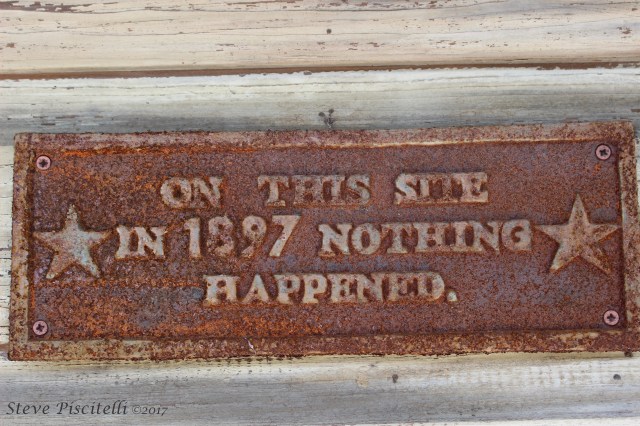 ON THIS SITE
IN 1897 NOTHING
HAPPENED.
Steve Piscitelli ©2017